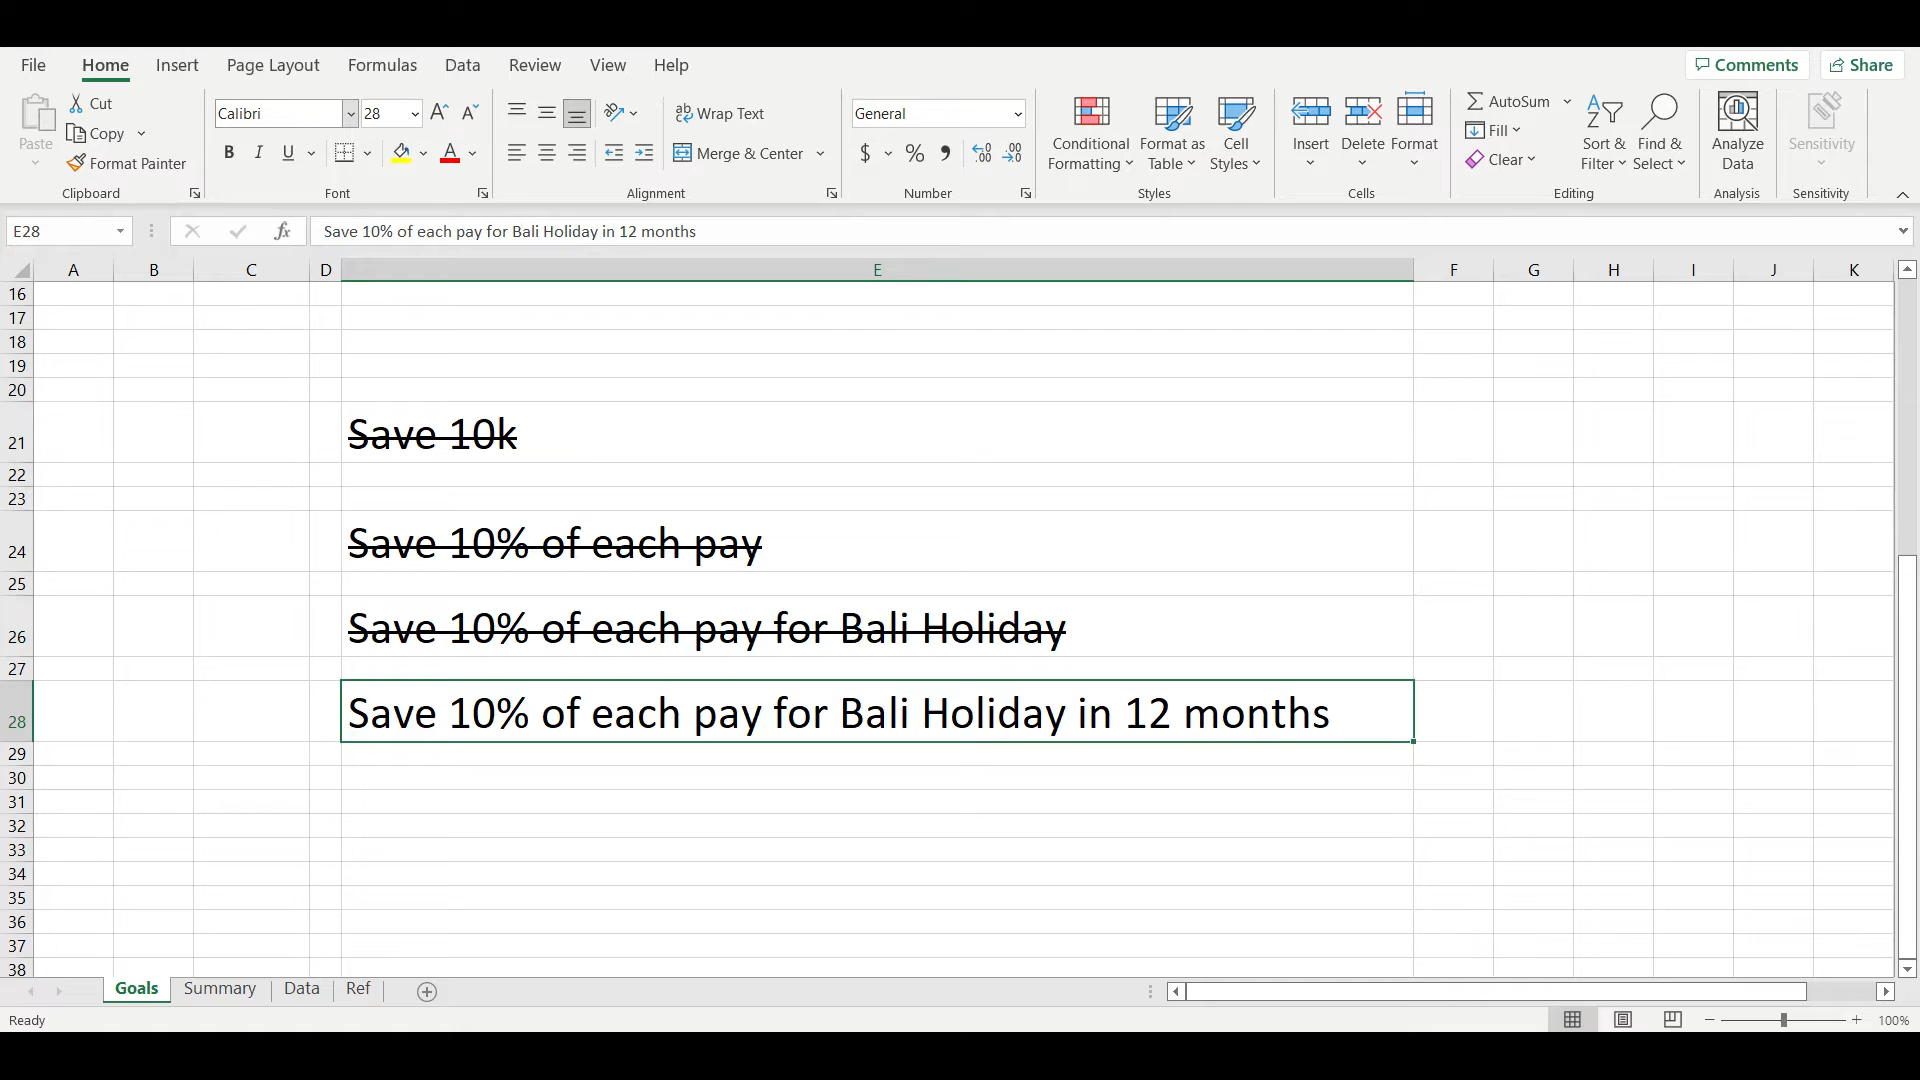 File Home Insert Page Layout Formulas Data Review View Help Comments Share
Paste
Cut
Copy
Format Painter
Clipboard
Calibri 28
B I U
Font
Wrap Text
Merge & Center
Alignment
General
$ % , .00 .00
Number
Conditional Formatting
Format as Table
Cell Styles
Styles
Insert
Delete
Format
Cells
AutoSum
Fill
Clear
Sort & Filter
Find & Select
Editing
Analyze Data
Analysis
Sensitivity
Sensitivity
E28 fx Save 10% of each pay for Bali Holiday in 12 months
A B C D E F G H I J K
16
17
18
19
20
21 Save 10k
22
23
24 Save 10% of each pay
25
26 Save 10% of each pay for Bali Holiday
27
28 Save 10% of each pay for Bali Holiday in 12 months
29
30
31
32
33
34
35
36
37
38
Goals Summary Data Ref
Ready 100%